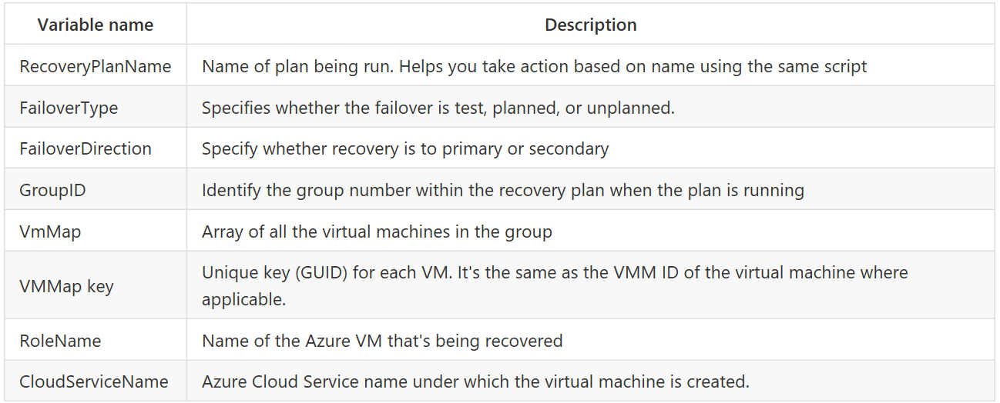 Variable name Description
RecoveryPlanName Name of plan being run. Helps you take action based on name using the same script
FailoverType Specifies whether the failover is test, planned, or unplanned.
FailoverDirection Specify whether recovery is to primary or secondary
GroupID Identify the group number within the recovery plan when the plan is running
VmMap Array of all the virtual machines in the group
VMMap key Unique key (GUID) for each VM. It's the same as the VMM ID of the virtual machine where
applicable.
RoleName Name of the Azure VM that's being recovered
CloudServiceName Azure Cloud Service name under which the virtual machine is created.